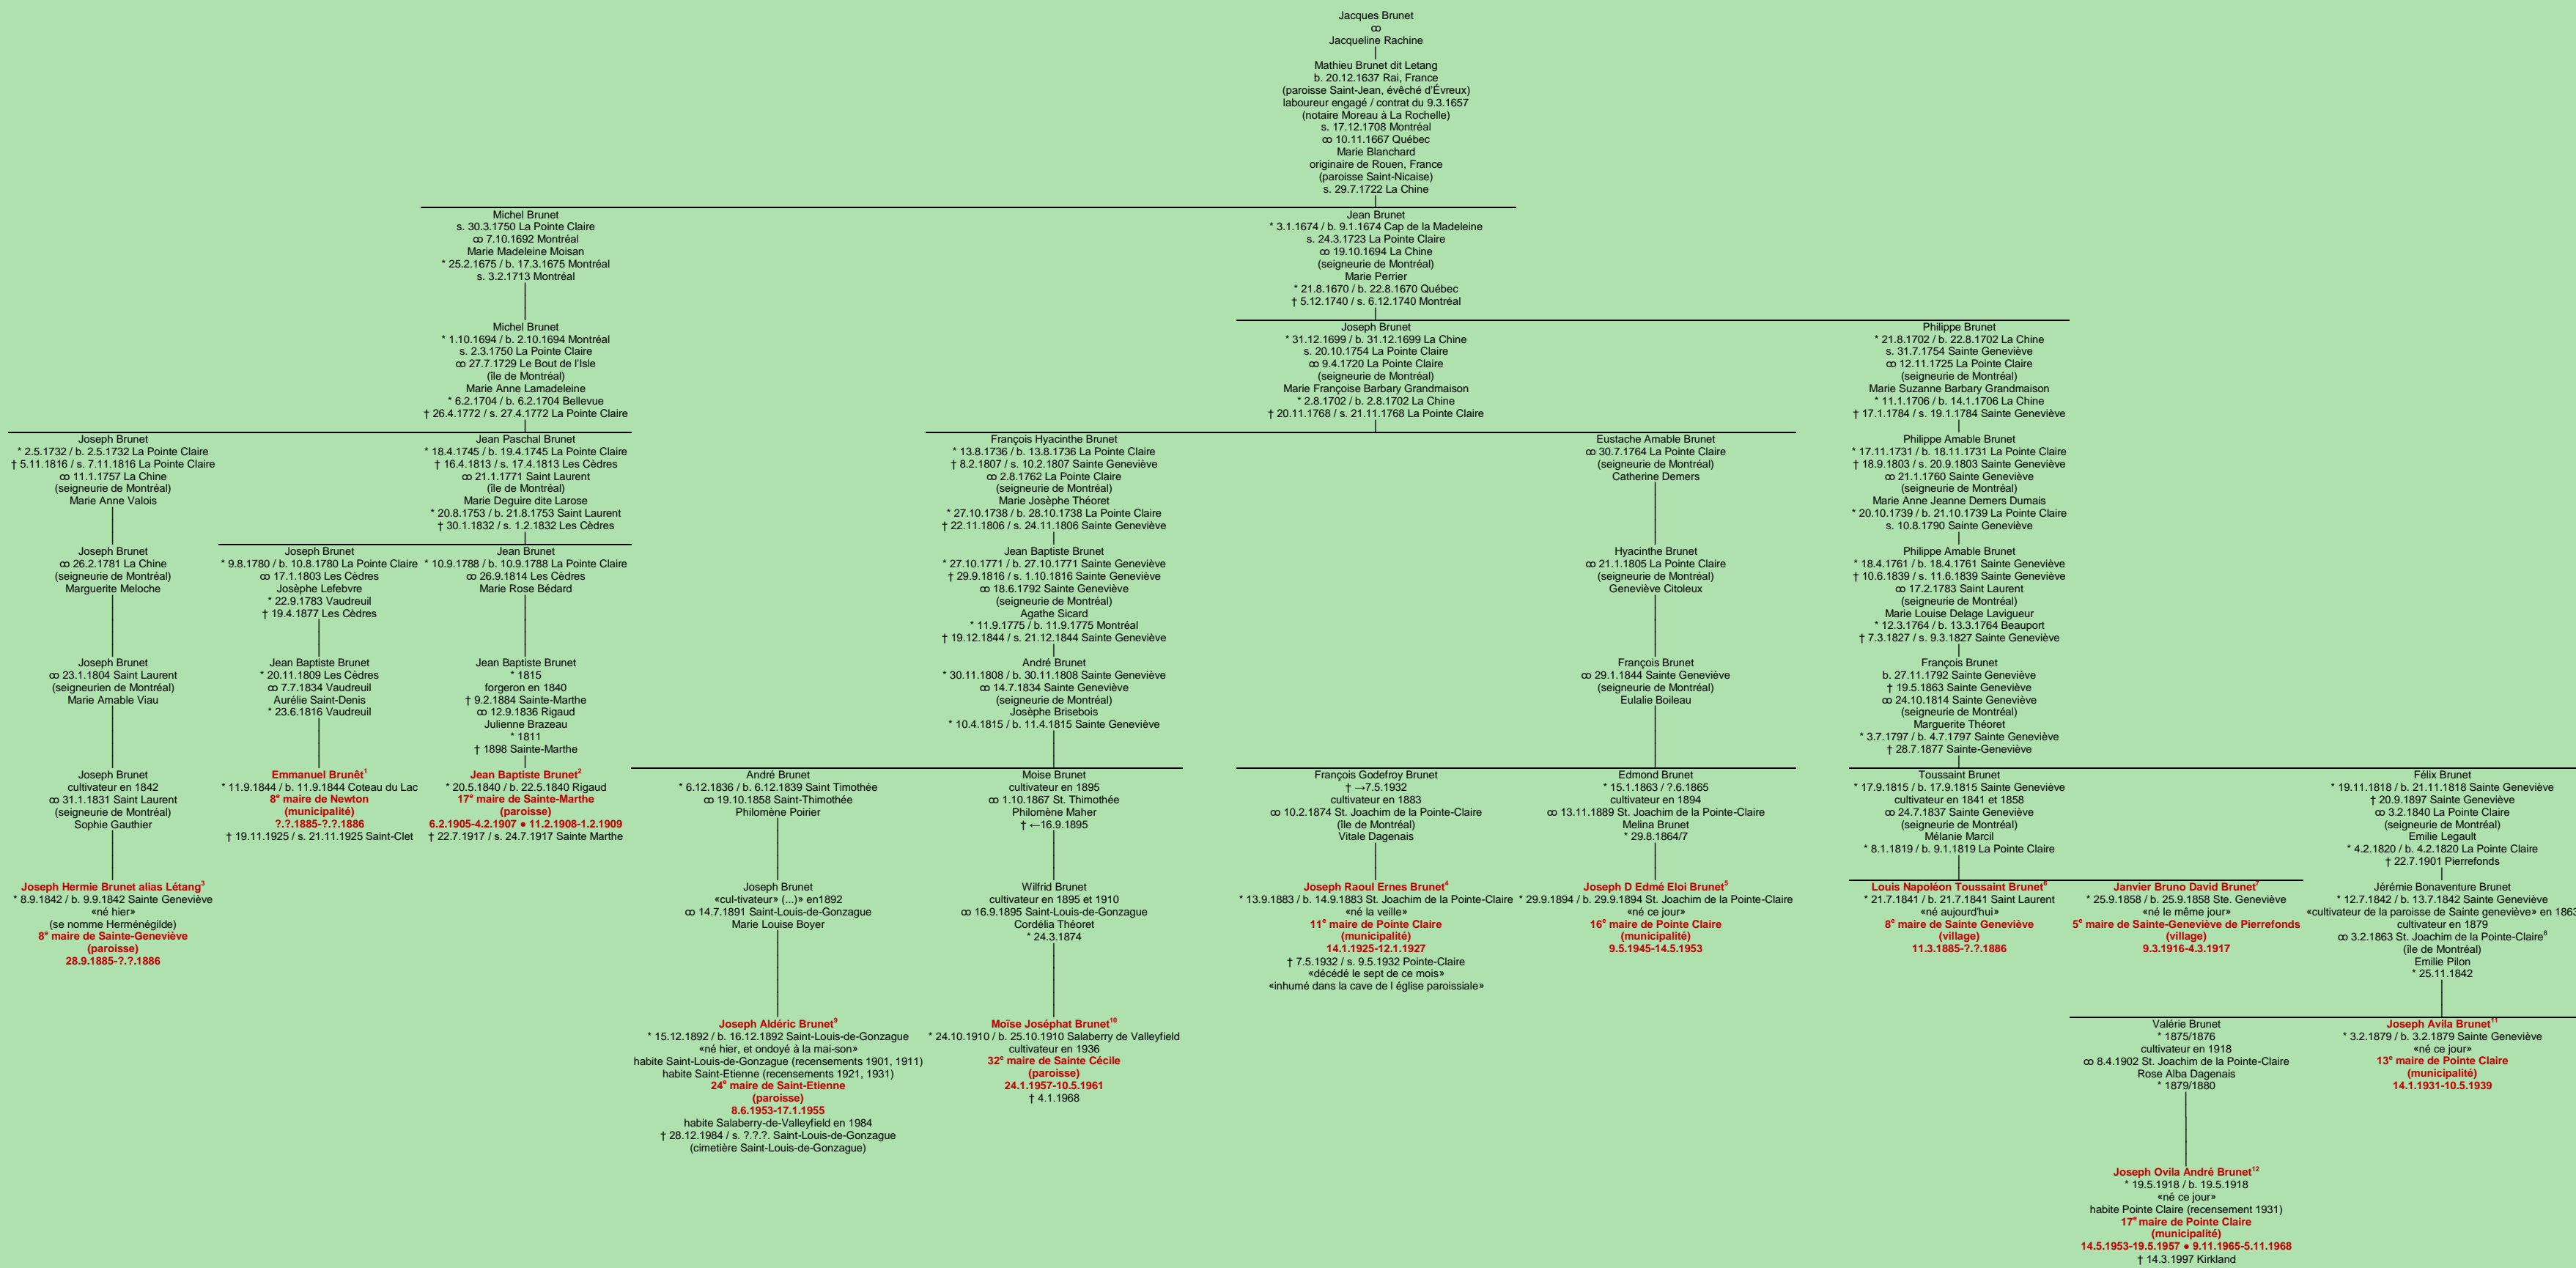 Jacques Brunet
∞
Jacqueline Rachine
Mathieu Brunet dit Letang
b. 20.12.1637 Rai, France
(paroisse Saint-Jean, évêché d'Évreux)
laboureur engagé / contrat du 9.3.1657
(notaire Moreau à La Rochelle)
s. 17.12.1708 Montréal
∞ 10.11.1667 Québec
Marie Blanchard
originaire de Rouen, France
(paroisse Saint-Nicaise)
s. 29.7.1722 La Chine
Michel Brunet
s. 30.3.1750 La Pointe Claire
∞ 7.10.1692 Montréal
Marie Madeleine Moisan
* 25.2.1675 / b. 17.3.1675 Montréal
s. 3.2.1713 Montréal
Jean Brunet
* 3.1.1674 / b. 9.1.1674 Cap de la Madeleine
s. 24.3.1723 La Pointe Claire
∞ 19.10.1694 La Chine
(seigneurie de Montréal)
Marie Perrier
* 21.8.1670 / b. 22.8.1670 Québec
† 5.12.1740 / s. 6.12.1740 Montréal
Michel Brunet
* 1.10.1694 / b. 2.10.1694 Montréal
s. 2.3.1750 La Pointe Claire
∞ 27.7.1729 Le Bout de l'Isle
(île de Montréal)
Marie Anne Lamadeleine
* 6.2.1704 / b. 6.2.1704 Bellevue
† 26.4.1772 / s. 27.4.1772 La Pointe Claire
Joseph Brunet
* 31.12.1699 / b. 31.12.1699 La Chine
s. 20.10.1754 La Pointe Claire
∞ 9.4.1720 La Pointe Claire
(seigneurie de Montréal)
Marie Françoise Barbary Grandmaison
* 2.8.1702 / b. 2.8.1702 La Chine
† 20.11.1768 / s. 21.11.1768 La Pointe Claire
Philippe Brunet
* 21.8.1702 / b. 22.8.1702 La Chine
s. 31.7.1754 Sainte Geneviève
∞ 12.11.1725 La Pointe Claire
(seigneurie de Montréal)
Marie Suzanne Barbary Grandmaison
* 11.1.1706 / b. 14.1.1706 La Chine
† 17.1.1784 / s. 19.1.1784 Sainte Geneviève
Joseph Brunet
* 2.5.1732 / b. 2.5.1732 La Pointe Claire
† 5.11.1816 / s. 7.11.1816 La Pointe Claire
∞ 11.1.1757 La Chine
(seigneurie de Montréal)
Marie Anne Valois
Jean Paschal Brunet
* 18.4.1745 / b. 19.4.1745 La Pointe Claire
† 16.4.1813 / s. 17.4.1813 Les Cèdres
∞ 21.1.1771 Saint Laurent
(île de Montréal)
Marie Deguire dite Larose
* 20.8.1753 / b. 21.8.1753 Saint Laurent
† 30.1.1832 / s. 1.2.1832 Les Cèdres
François Hyacinthe Brunet
* 13.8.1736 / b. 13.8.1736 La Pointe Claire
† 8.2.1807 / s. 10.2.1807 Sainte Geneviève
∞ 2.8.1762 La Pointe Claire
(seigneurie de Montréal)
Marie Josèphe Théoret
* 27.10.1738 / b. 28.10.1738 La Pointe Claire
† 22.11.1806 / s. 24.11.1806 Sainte Geneviève
Eustache Amable Brunet
∞ 30.7.1764 La Pointe Claire
(seigneurie de Montréal)
Catherine Demers
Philippe Amable Brunet
* 17.11.1731 / b. 18.11.1731 La Pointe Claire
† 18.9.1803 / s. 20.9.1803 Sainte Geneviève
∞ 21.1.1760 Sainte Geneviève
(seigneurie de Montréal)
Marie Anne Jeanne Demers Dumais
* 20.10.1739 / b. 21.10.1739 La Pointe Claire
s. 10.8.1790 Sainte Geneviève
Joseph Brunet
∞ 26.2.1781 La Chine
(seigneurie de Montréal)
Marguerite Meloche
Joseph Brunet
* 9.8.1780 / b. 10.8.1780 La Pointe Claire
∞ 17.1.1803 Les Cèdres
Josèphe Lefebvre
* 22.9.1783 Vaudreuil
† 19.4.1877 Les Cèdres
Jean Brunet
* 10.9.1788 / b. 10.9.1788 La Pointe Claire
∞ 26.9.1814 Les Cèdres
Marie Rose Bédard
Jean Baptiste Brunet
* 27.10.1771 / b. 27.10.1771 Sainte Geneviève
† 29.9.1816 / s. 1.10.1816 Sainte Geneviève
∞ 18.6.1792 Sainte Geneviève
(seigneurie de Montréal)
Agathe Sicard
* 11.9.1775 / b. 11.9.1775 Montréal
† 19.12.1844 / s. 21.12.1844 Sainte Geneviève
Hyacinthe Brunet
∞ 21.1.1805 La Pointe Claire
(seigneurie de Montréal)
Geneviève Citoleux
Philippe Amable Brunet
* 18.4.1761 / b. 18.4.1761 Sainte Geneviève
† 10.6.1839 / s. 11.6.1839 Sainte Geneviève
∞ 17.2.1783 Saint Laurent
(seigneurie de Montréal)
Marie Louise Delage Lavigueur
* 12.3.1764 / b. 13.3.1764 Beauport
† 7.3.1827 / s. 9.3.1827 Sainte Geneviève
Joseph Brunet
∞ 23.1.1804 Saint Laurent
(seigneurien de Montréal)
Marie Amable Viau
Jean Baptiste Brunet
* 20.11.1809 Les Cèdres
∞ 7.7.1834 Vaudreuil
Aurélie Saint-Denis
* 23.6.1816 Vaudreuil
Jean Baptiste Brunet
* 1815
forgeron en 1840
† 9.2.1884 Sainte-Marthe
∞ 12.9.1836 Rigaud
Julienne Brazeau
* 1811
† 1898 Sainte-Marthe
André Brunet
* 30.11.1808 / b. 30.11.1808 Sainte Geneviève
∞ 14.7.1834 Sainte Geneviève
(seigneurie de Montréal)
Josèphe Brisebois
* 10.4.1815 / b. 11.4.1815 Sainte Geneviève
François Brunet
∞ 29.1.1844 Sainte Geneviève
(seigneurie de Montréal)
Eulalie Boileau
François Brunet
b. 27.11.1792 Sainte Geneviève
† 19.5.1863 Sainte Geneviève
∞ 24.10.1814 Sainte Geneviève
(seigneurie de Montréal)
Marguerite Théoret
* 3.7.1797 / b. 4.7.1797 Sainte Geneviève
† 28.7.1877 Sainte-Geneviève
Joseph Brunet
cultivateur en 1842
∞ 31.1.1831 Saint Laurent
(seigneurie de Montréal)
Sophie Gauthier
Emmanuel Brunêt¹
* 11.9.1844 / b. 11.9.1844 Coteau du Lac
8e maire de Newton
(municipalité)
?.?.1885-?.?.1886
† 19.11.1925 / s. 21.11.1925 Saint-Clet
Jean Baptiste Brunet²
* 20.5.1840 / b. 22.5.1840 Rigaud
17e maire de Sainte-Marthe
(paroisse)
6.2.1905-4.2.1907 ● 11.2.1908-1.2.1909
† 22.7.1917 / s. 24.7.1917 Sainte Marthe
André Brunet
* 6.12.1836 / b. 6.12.1839 Saint Timothée
∞ 19.10.1858 Saint-Thimothée
Philomène Poirier
Moise Brunet
cultivateur en 1895
∞ 1.10.1867 St. Thimothée
Philomène Maher
† ←16.9.1895
François Godefroy Brunet
† →7.5.1932
cultivateur en 1883
∞ 10.2.1874 St. Joachim de la Pointe-Claire
(île de Montréal)
Vitale Dagenais
Edmond Brunet
* 15.1.1863 / ?.6.1865
cultivateur en 1894
∞ 13.11.1889 St. Joachim de la Pointe-Claire
Melina Brunet
* 29.8.1864/7
Toussaint Brunet
* 17.9.1815 / b. 17.9.1815 Sainte Geneviève
cultivateur en 1841 et 1858
∞ 24.7.1837 Sainte Geneviève
(seigneurie de Montréal)
Mélanie Marcil
* 8.1.1819 / b. 9.1.1819 La Pointe Claire
Félix Brunet
* 19.11.1818 / b. 21.11.1818 Sainte Geneviève
† 20.9.1897 Sainte Geneviève
∞ 3.2.1840 La Pointe Claire
(seigneurie de Montréal)
Emilie Legault
* 4.2.1820 / b. 4.2.1820 La Pointe Claire
† 22.7.1901 Pierrefonds
Joseph Hermie Brunet alias Létang³
* 8.9.1842 / b. 9.9.1842 Sainte Geneviève
«né hier»
(se nomme Herménégilde)
8e maire de Sainte-Geneviève
(paroisse)
28.9.1885-?.?.1886
Joseph Brunet
«cul-tivateur» (...)» en1892
∞ 14.7.1891 Saint-Louis-de-Gonzague
Marie Louise Boyer
Wilfrid Brunet
cultivateur en 1895 et 1910
∞ 16.9.1895 Saint-Louis-de-Gonzague
Cordélia Théoret
* 24.3.1874
Joseph Raoul Ernes Brunet⁴
* 13.9.1883 / b. 14.9.1883 St. Joachim de la Pointe-Claire
«né la veille»
11e maire de Pointe Claire
(municipalité)
14.1.1925-12.1.1927
† 7.5.1932 / s. 9.5.1932 Pointe-Claire
«décédé le sept de ce mois»
«inhumé dans la cave de l église paroissiale»
Joseph D Edmé Eloi Brunet⁵
* 29.9.1894 / b. 29.9.1894 St. Joachim de la Pointe-Claire
«né ce jour»
16e maire de Pointe Claire
(municipalité)
9.5.1945-14.5.1953
Louis Napoléon Toussaint Brunet⁶
* 21.7.1841 / b. 21.7.1841 Saint Laurent
«né aujourd'hui»
8e maire de Sainte Geneviève
(village)
11.3.1885-?.?.1886
Janvier Bruno David Brunet⁷
* 25.9.1858 / b. 25.9.1858 Ste. Geneviève
«né le même jour»
5e maire de Sainte-Geneviève de Pierrefonds
(village)
9.3.1916-4.3.1917
Jérémie Bonaventure Brunet
* 12.7.1842 / b. 13.7.1842 Sainte Geneviève
«cultivateur de la paroisse de Sainte geneviève» en 1863
cultivateur en 1879
∞ 3.2.1863 St. Joachim de la Pointe-Claire⁸
(île de Montréal)
Emilie Pilon
* 25.11.1842
Joseph Aldéric Brunet⁹
* 15.12.1892 / b. 16.12.1892 Saint-Louis-de-Gonzague
«né hier, et ondoyé à la mai-son»
habite Saint-Louis-de-Gonzague (recensements 1901, 1911)
habite Saint-Etienne (recensements 1921, 1931)
24e maire de Saint-Etienne
(paroisse)
8.6.1953-17.1.1955
habite Salaberry-de-Valleyfield en 1984
† 28.12.1984 / s. ?.?.?. Saint-Louis-de-Gonzague
(cimetière Saint-Louis-de-Gonzague)
Moïse Joséphat Brunet¹⁰
* 24.10.1910 / b. 25.10.1910 Salaberry de Valleyfield
cultivateur en 1936
32e maire de Sainte Cécile
(paroisse)
24.1.1957-10.5.1961
† 4.1.1968
Valérie Brunet
* 1875/1876
cultivateur en 1918
∞ 8.4.1902 St. Joachim de la Pointe-Claire
Rose Alba Dagenais
* 1879/1880
Joseph Avila Brunet¹¹
* 3.2.1879 / b. 3.2.1879 Sainte Geneviève
«né ce jour»
13e maire de Pointe Claire
(municipalité)
14.1.1931-10.5.1939
Joseph Ovila André Brunet¹²
* 19.5.1918 / b. 19.5.1918
«né ce jour»
habite Pointe Claire (recensement 1931)
17e maire de Pointe Claire
(municipalité)
14.5.1953-19.5.1957 ● 9.11.1965-5.11.1968
† 14.3.1997 Kirkland